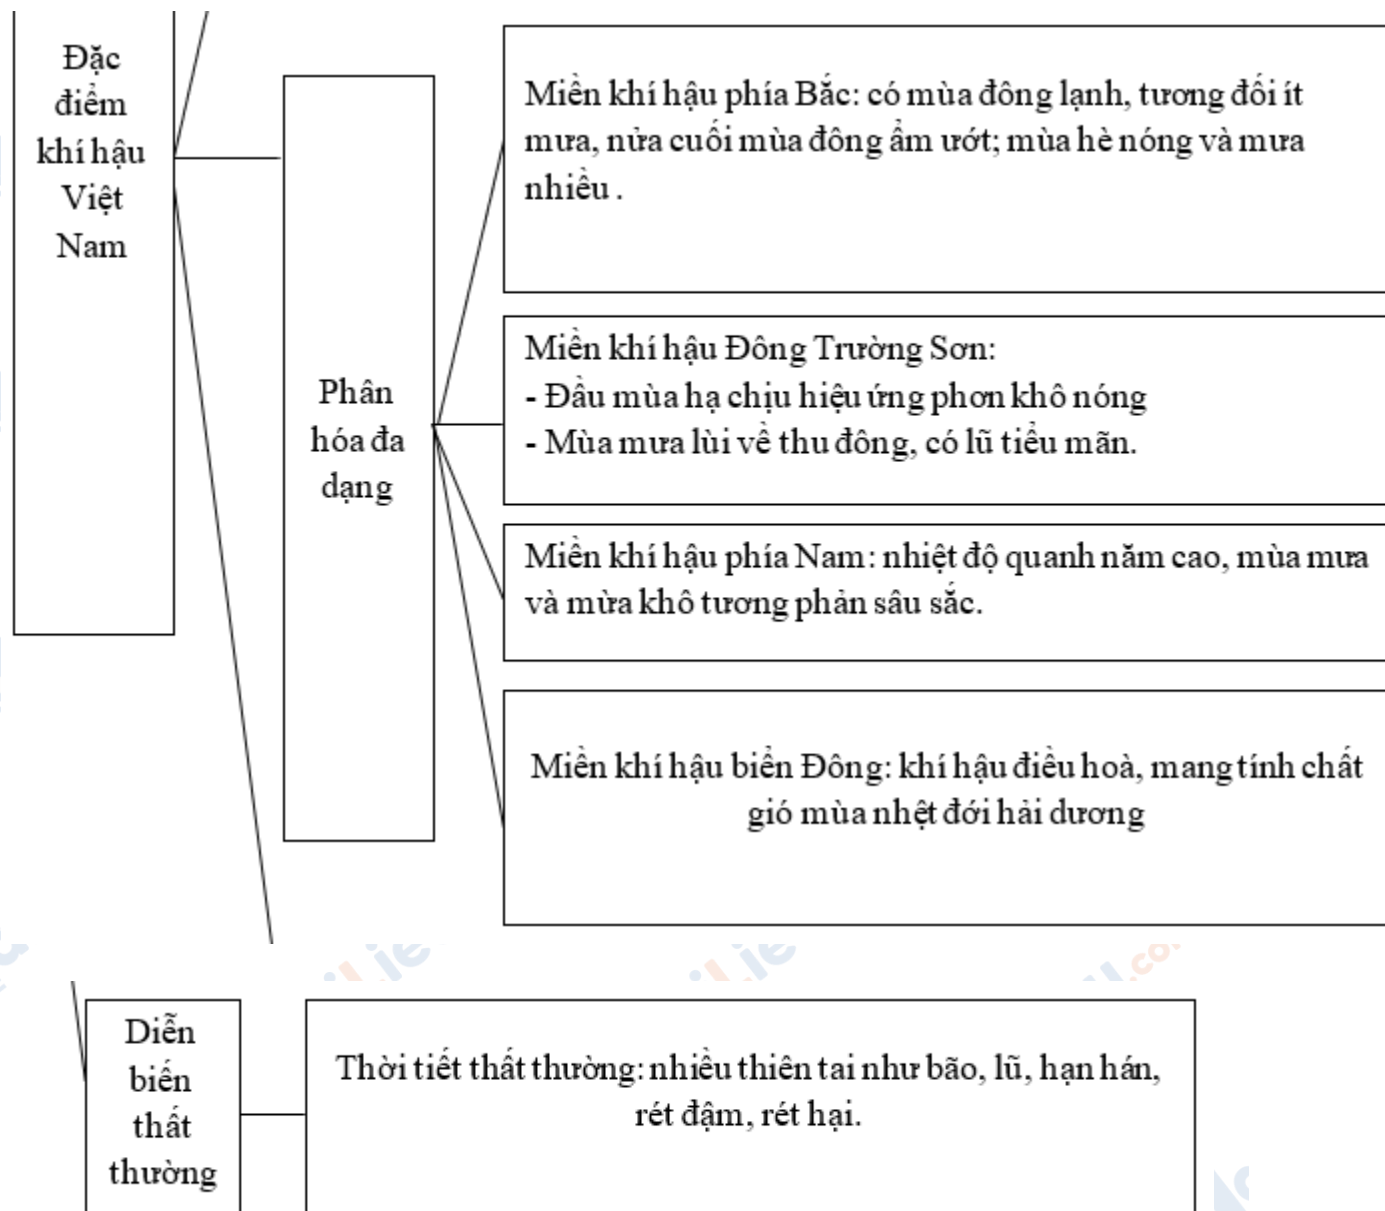 Đặc
điểm
khí hậu
Việt
Nam
Phân
hóa đa
dạng
Miền khí hậu phía Bắc: có mùa đông lạnh, tương đối ít
mưa, nửa cuối mùa đông ẩm ướt; mùa hè nóng và mưa
nhiều .
Miền khí hậu Đông Trường Sơn:
- Đầu mùa hạ chịu hiệu ứng phơn khô nóng
- Mùa mưa lùi về thu đông, có lũ tiểu mãn.
Miền khí hậu phía Nam: nhiệt độ quanh năm cao, mùa mưa
và mừa khô tương phản sâu sắc.
Miền khí hậu biển Đông: khí hậu điều hoà, mang tính chất
gió mùa nhệt đới hải dương
Diễn
biến
thất
thường
Thời tiết thất thường: nhiều thiên tai như bão, lũ, hạn hán,
rét đậm, rét hại.